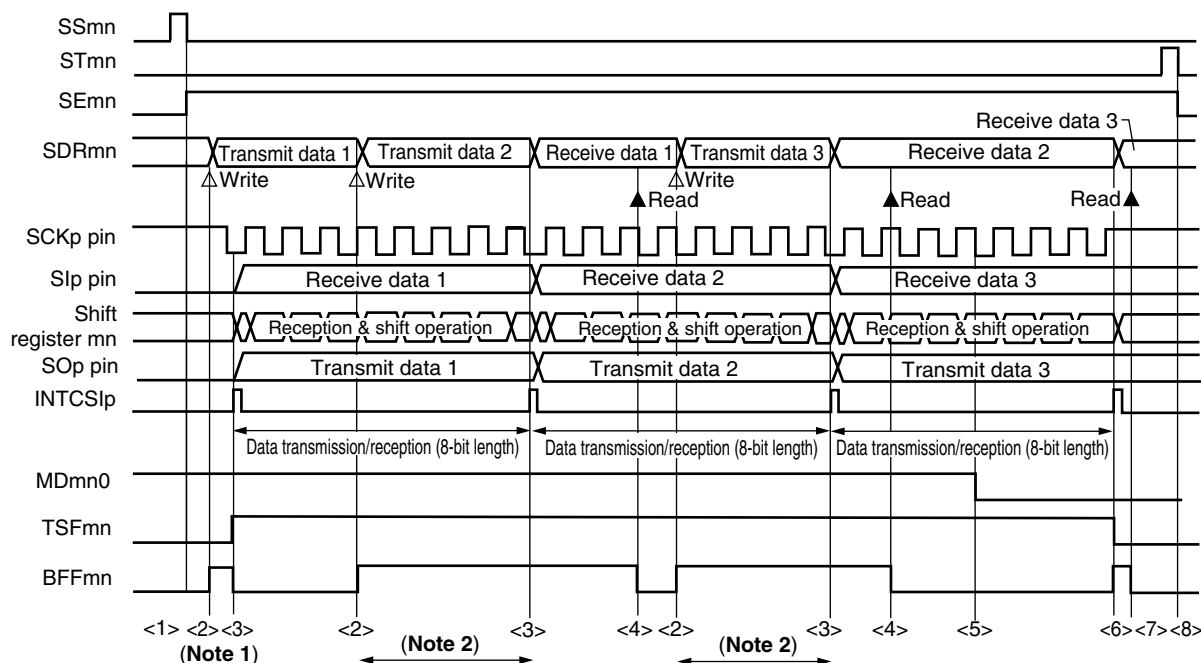 SSmn
STmn
SEmn
Receive data 3
SDRmn
Transmit data 1 Transmit data 2 Receive data 1 Transmit data 3 Receive data 2
Write Write Read Write Read Read
SCKp pin
SIp pin
Receive data 1 Receive data 2 Receive data 3
Shift
register mn
Reception & shift operation Reception & shift operation Reception & shift operation
SOp pin
Transmit data 1 Transmit data 2 Transmit data 3
INTCSIp
Data transmission/reception (8-bit length) Data transmission/reception (8-bit length) Data transmission/reception (8-bit length)
MDmn0
TSFmn
BFFmn
<1> <2> <3> <2> <3> <4> <2> <3> <4> <5> <6> <7> <8>
(Note 1) (Note 2) (Note 2)